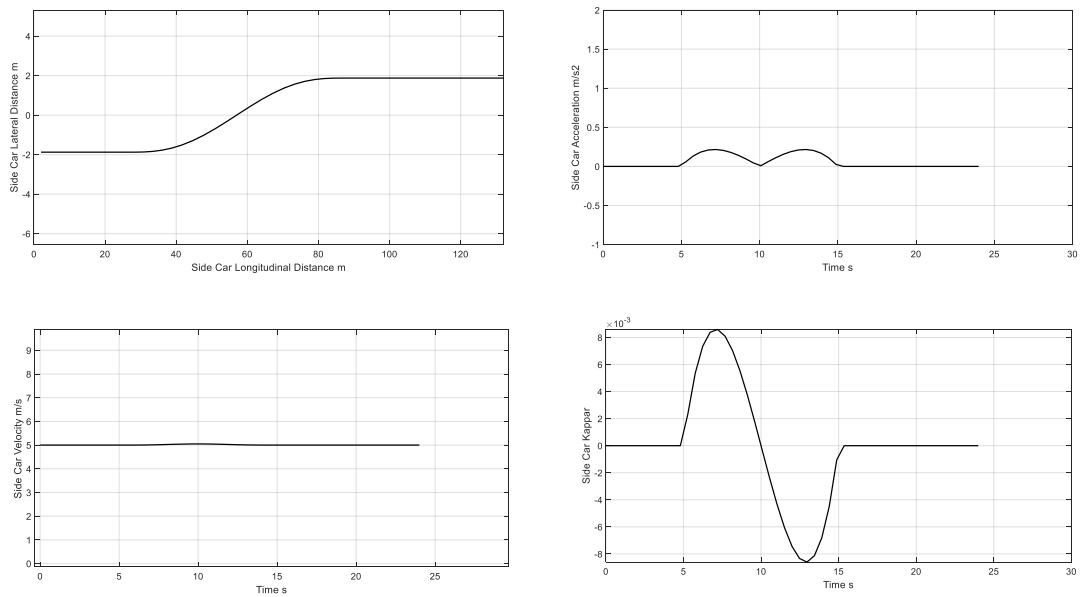 4
2
0
-2
-4
-6
Side Car Lateral Distance m
0 20 40 60 80 100 120
Side Car Longitudinal Distance m
2
1.5
1
0.5
0
-0.5
-1
Side Car Acceleration m/s2
0 5 10 15 20 25 30
Time s
9
8
7
6
5
4
3
2
1
0
Side Car Velocity m/s
0 5 10 15 20 25
Time s
×10-3
8
6
4
2
0
-2
-4
-6
-8
Side Car Kappar
0 5 10 15 20 25 30
Time s